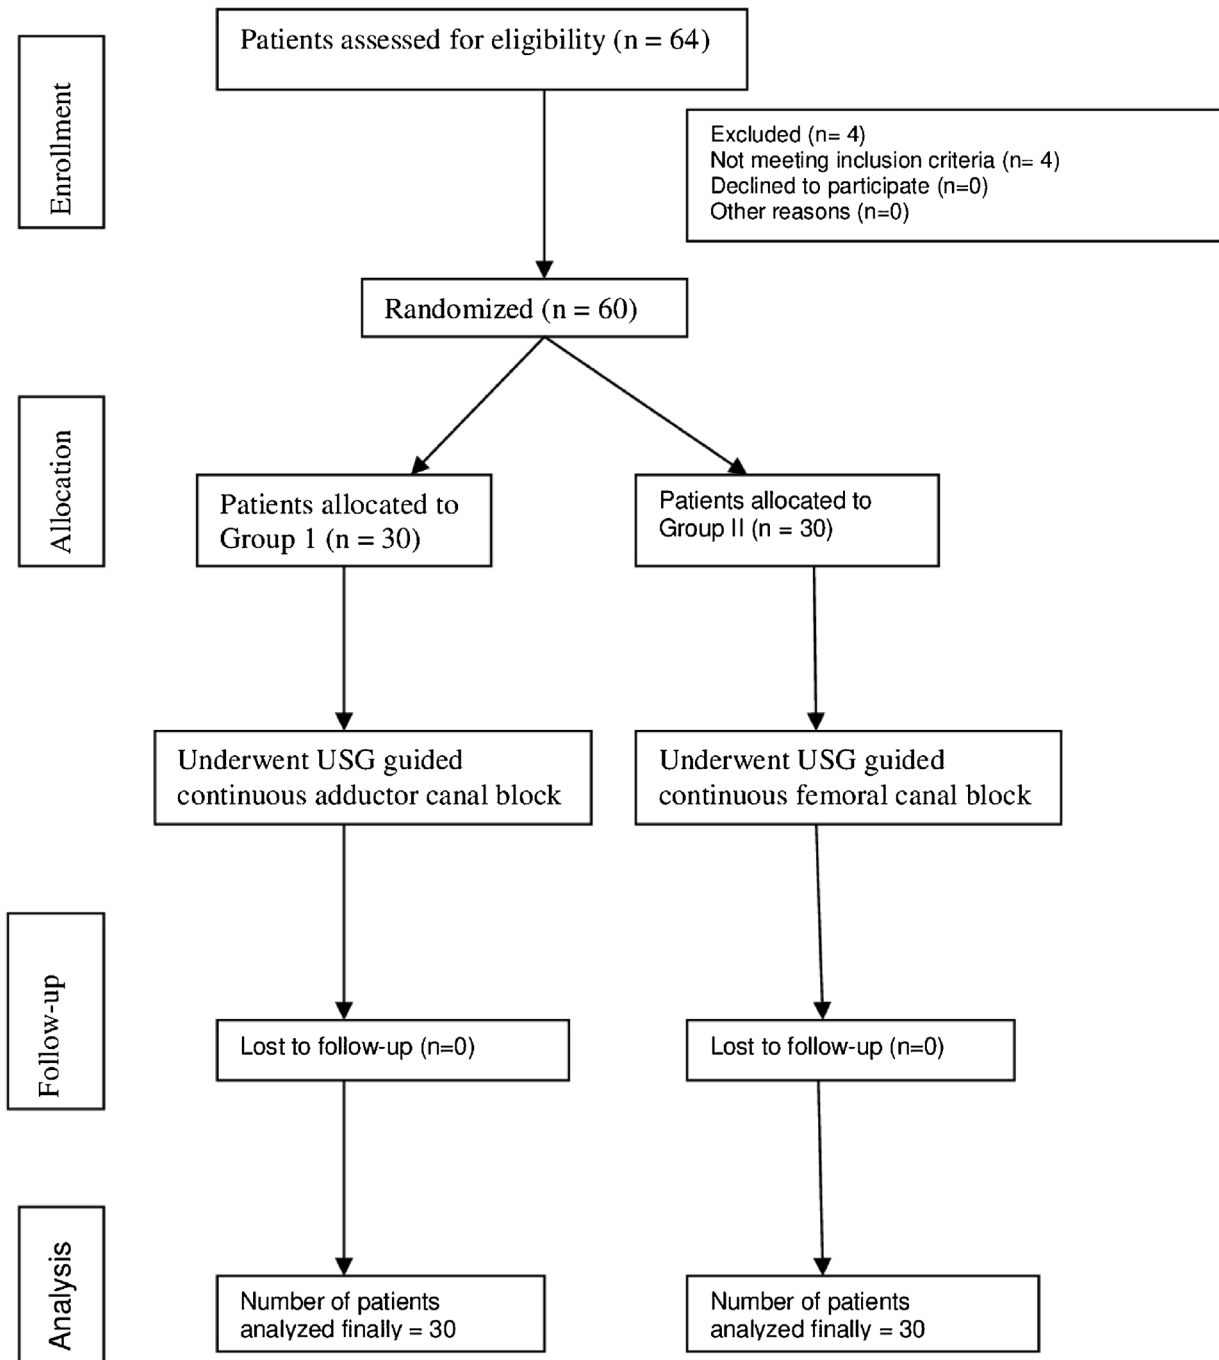 Enrollment
Patients assessed for eligibility (n = 64)
Excluded (n= 4)
Not meeting inclusion criteria (n= 4)
Declined to participate (n=0)
Other reasons (n=0)
Randomized (n = 60)
Allocation
Patients allocated to
Group 1 (n = 30)
Patients allocated to
Group II (n = 30)
Underwent USG guided
continuous adductor canal block
Underwent USG guided
continuous femoral canal block
Follow-up
Lost to follow-up (n=0)
Lost to follow-up (n=0)
Analysis
Number of patients
analyzed finally = 30
Number of patients
analyzed finally = 30